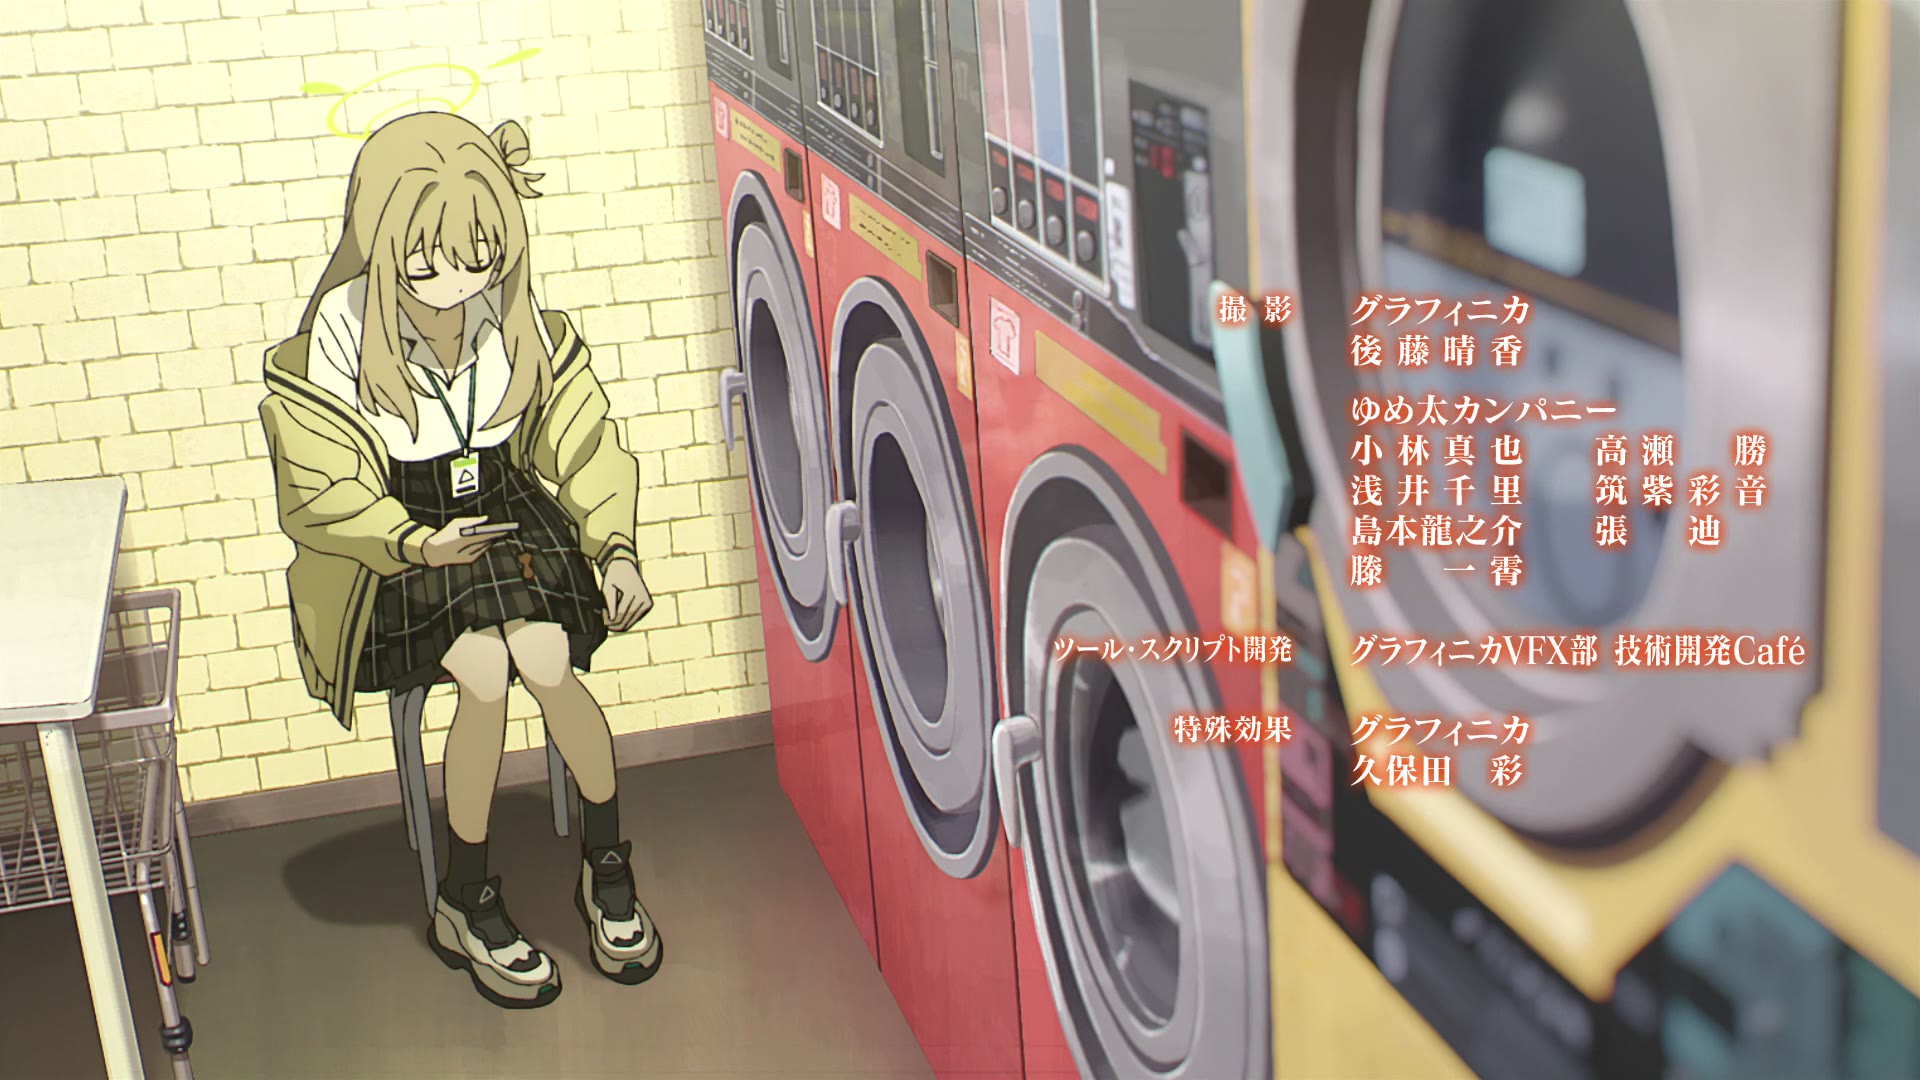 撮影 グラフィニカ
後藤晴香
ゆめ太カンパニー
小林真也 高瀬勝
浅井千里 筑紫彩音
島本龍之介 張迪
滕一霄
ツール・スクリプト開発 グラフィニカVFX部 技術開発Café
特殊効果 グラフィニカ
久保田彩